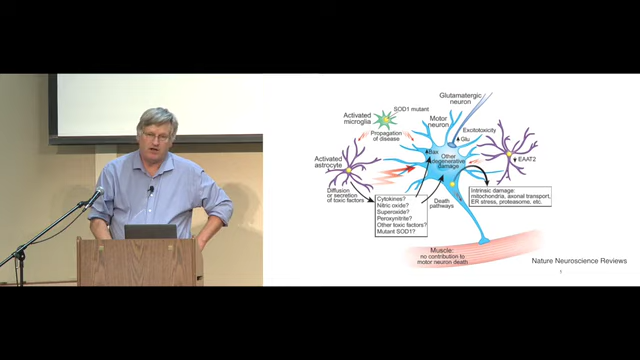 Glutamatergic
neuron
SOD1 mutant
Activated
microglia
Motor
neuron
Glu
Excitotoxicity
Propagation
of disease
Bax
Other
degenerative
damage
EAAT2
Activated
astrocyte
Diffusion
or secretion
of toxic factors
Cytokines?
Nitric oxide?
Superoxide?
Peroxynitrite?
Other toxic factors?
Mutant SOD1?
Death
pathways
Intrinsic damage:
mitochondria, axonal transport,
ER stress, proteasome, etc.
Muscle:
no contribution to
motor neuron death
Nature Neuroscience Reviews